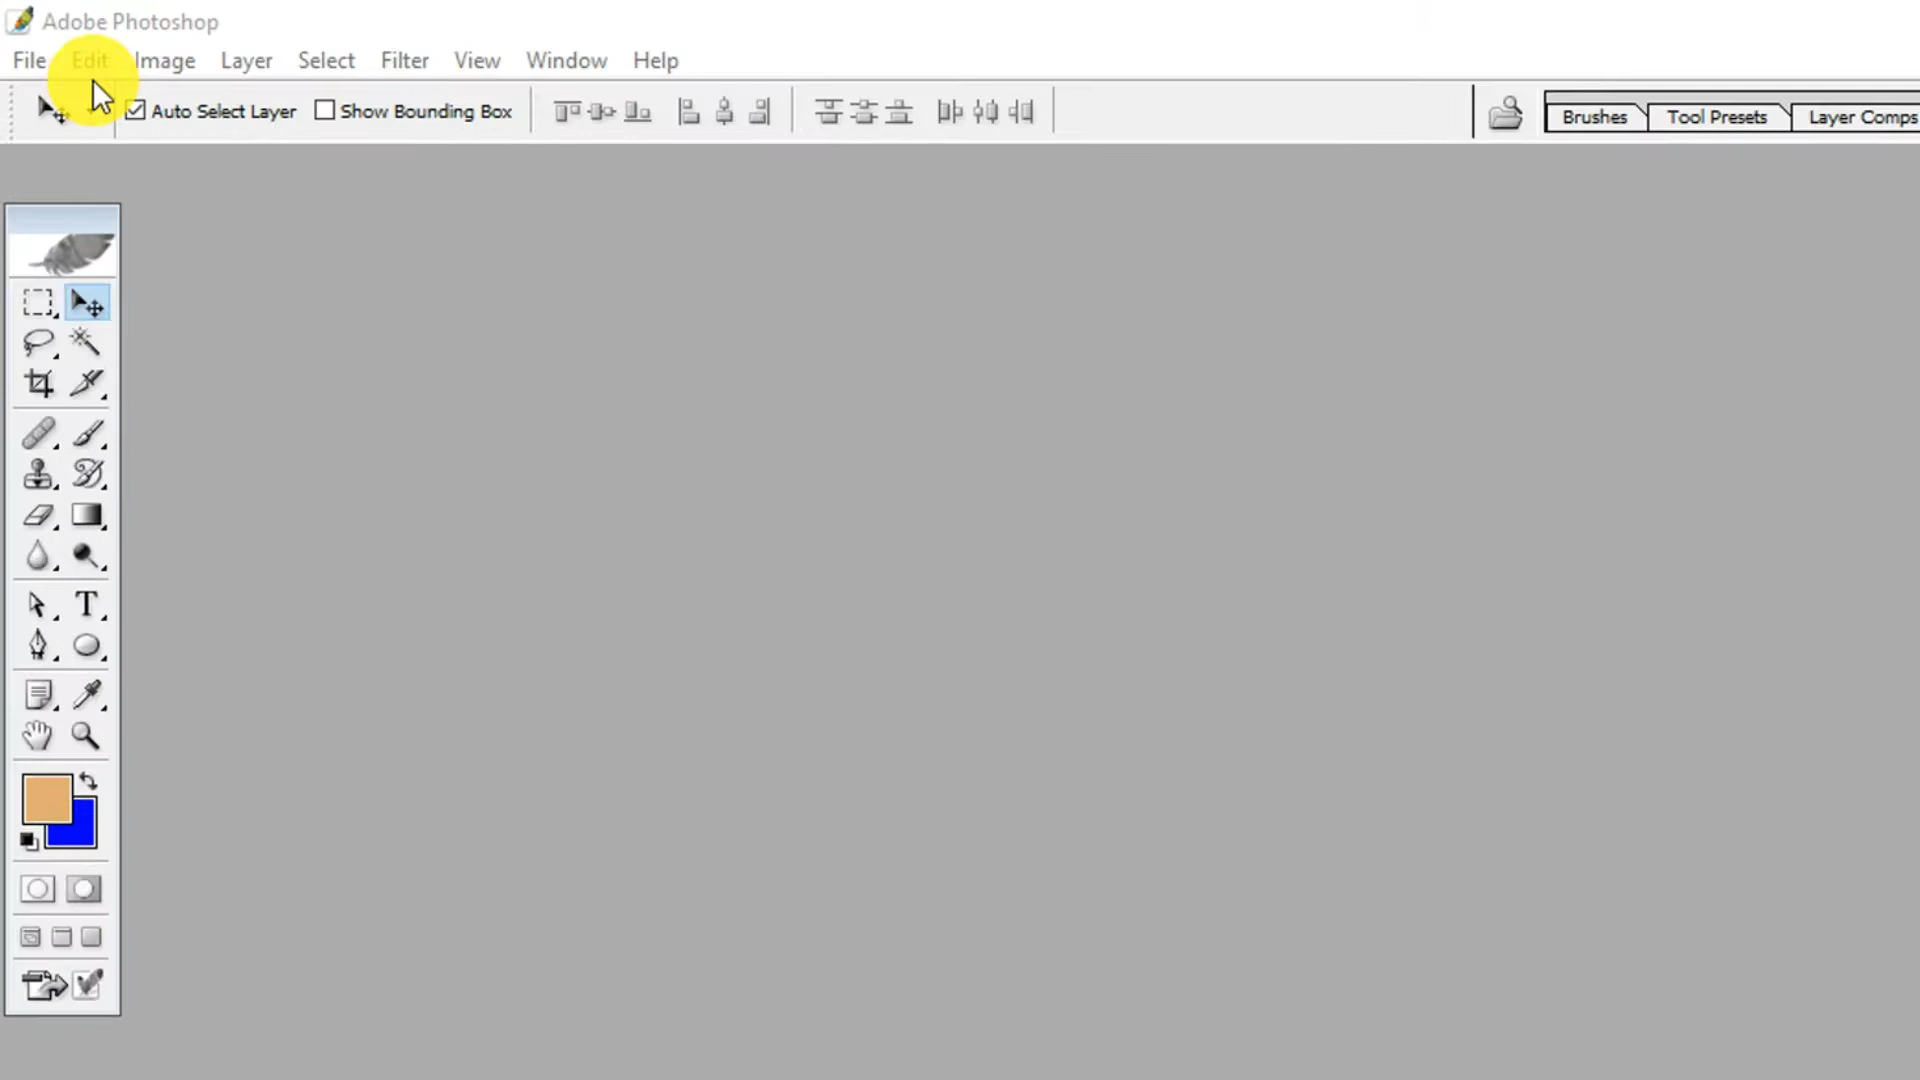 Adobe Photoshop
File Edit Image Layer Select Filter View Window Help
Auto Select Layer Show Bounding Box Brushes Tool Presets Layer Comps
T